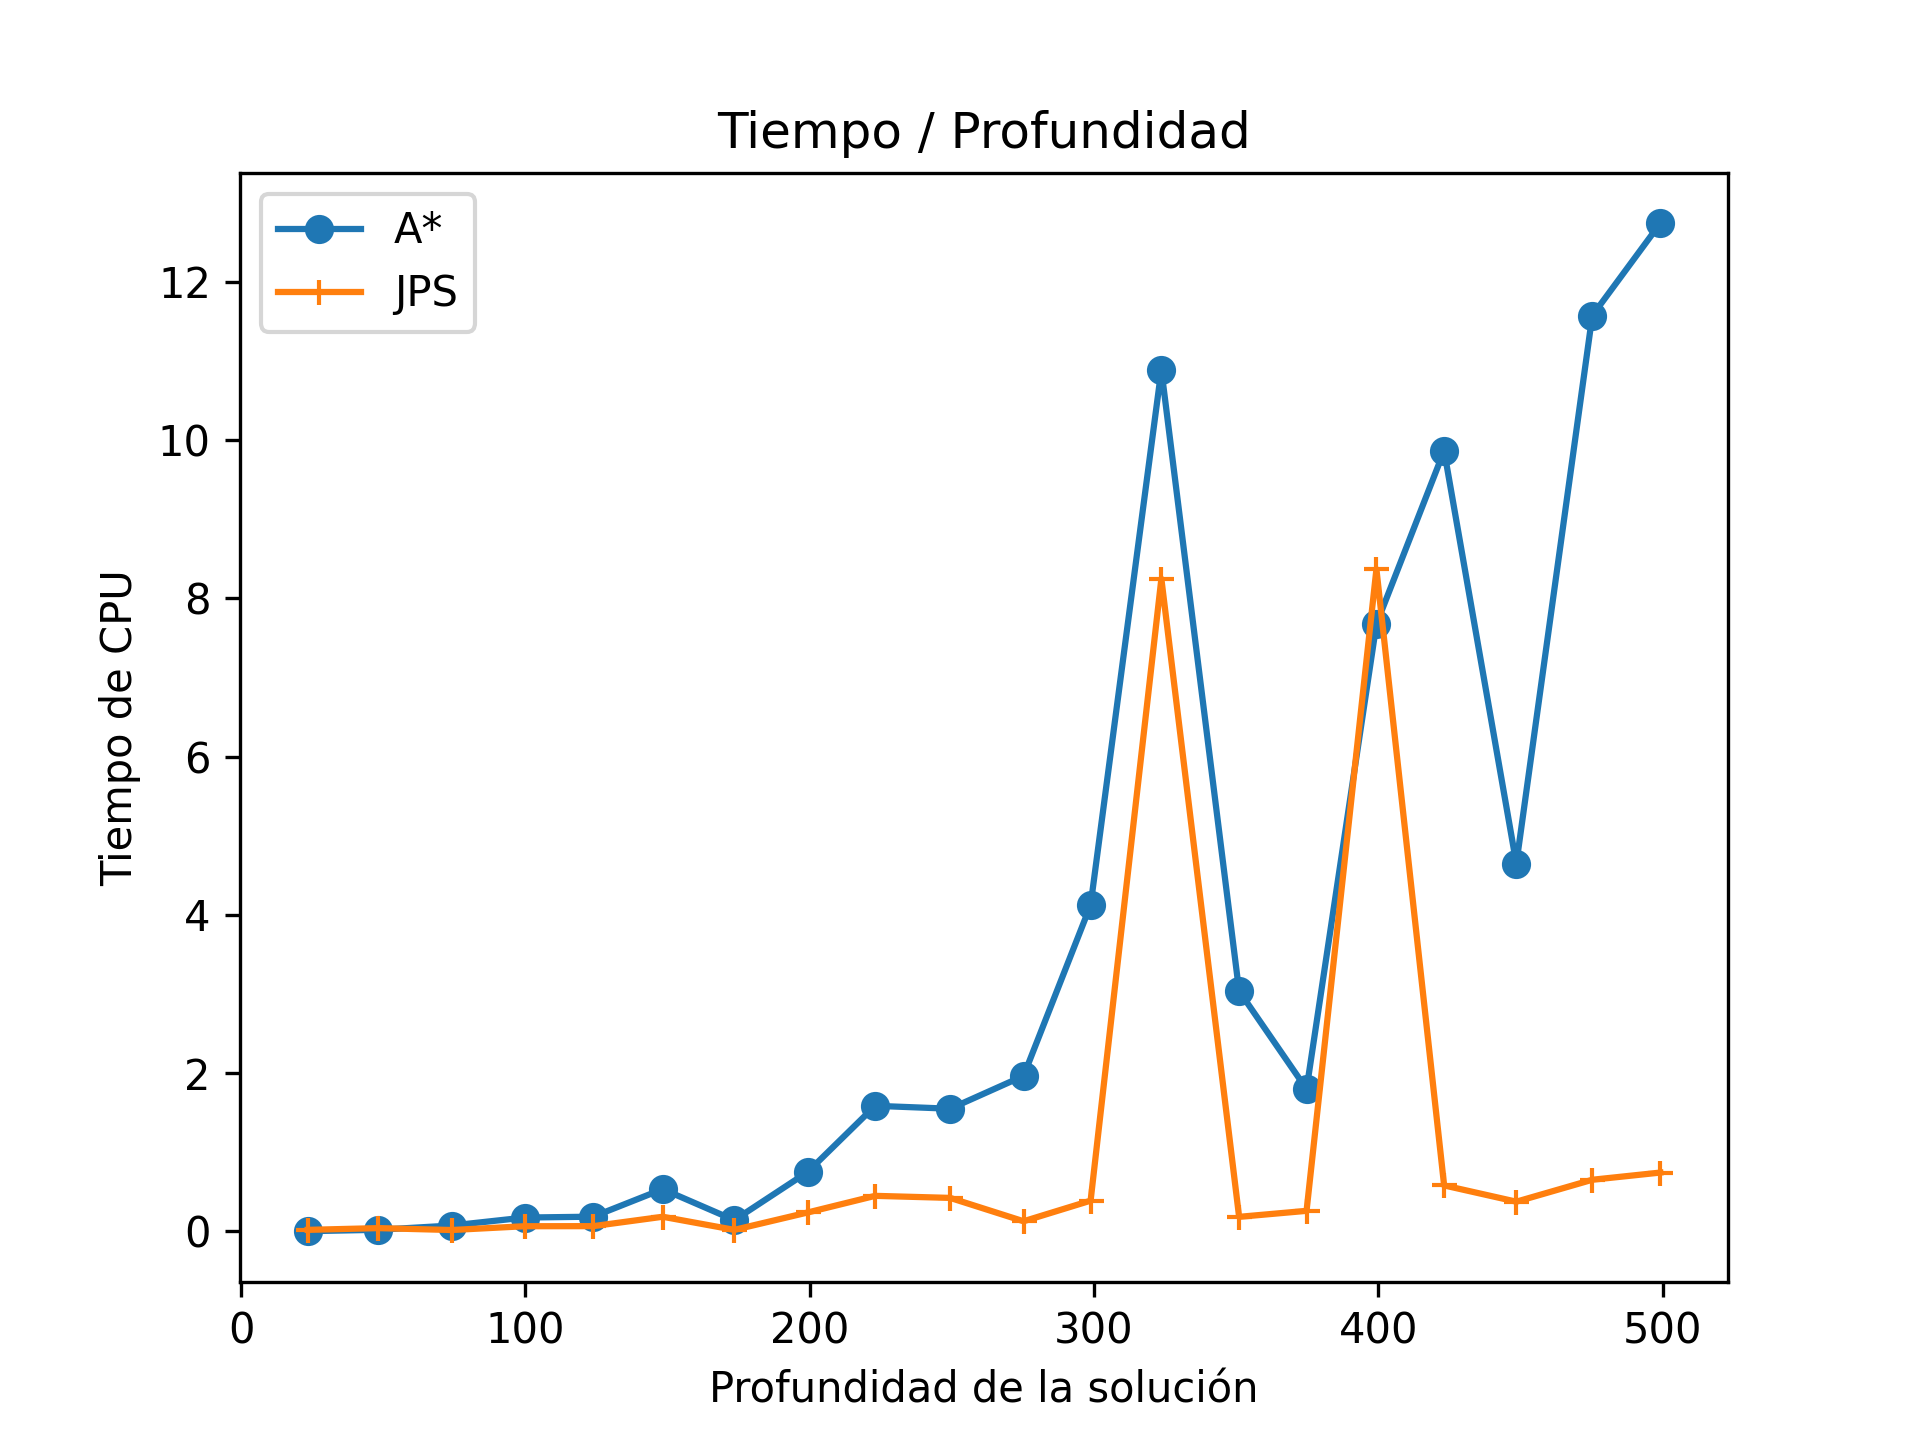 Tiempo / Profundidad
A*
JPS
12
10
8
6
4
2
0
Tiempo de CPU
0 100 200 300 400 500
Profundidad de la solución